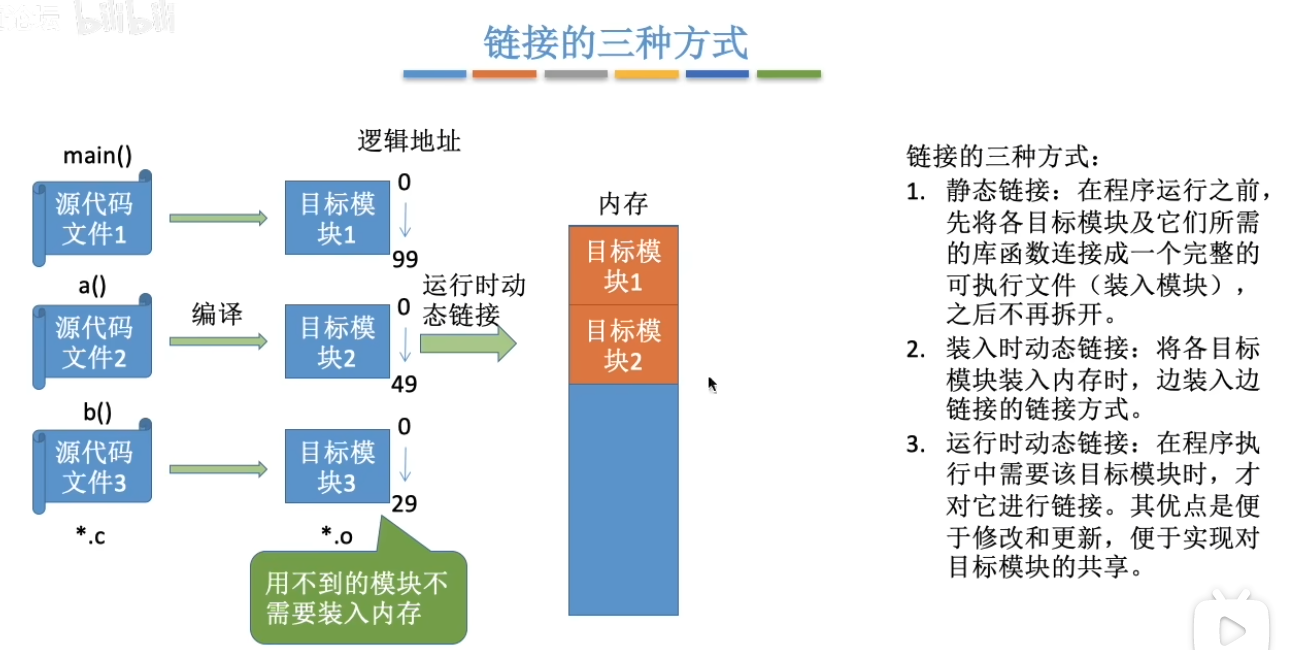 bilibili
链接的三种方式
逻辑地址
main()
源代码
文件1
目标模
块1
0
99
a()
源代码
文件2
编译
目标模
块2
0
49
运行时动
态链接
b()
源代码
文件3
目标模
块3
0
29
*.c
*.o
用不到的模块不
需要装入内存
内存
目标模
块1
目标模
块2
链接的三种方式：
1. 静态链接：在程序运行之前，
先将各目标模块及它们所需
的库函数连接成一个完整的
可执行文件（装入模块），
之后不再拆开。
2. 装入时动态链接：将各目标
模块装入内存时，边装入边
链接的链接方式。
3. 运行时动态链接：在程序执
行中需要该目标模块时，才
对它进行链接。其优点是便
于修改和更新，便于实现对
目标模块的共享。